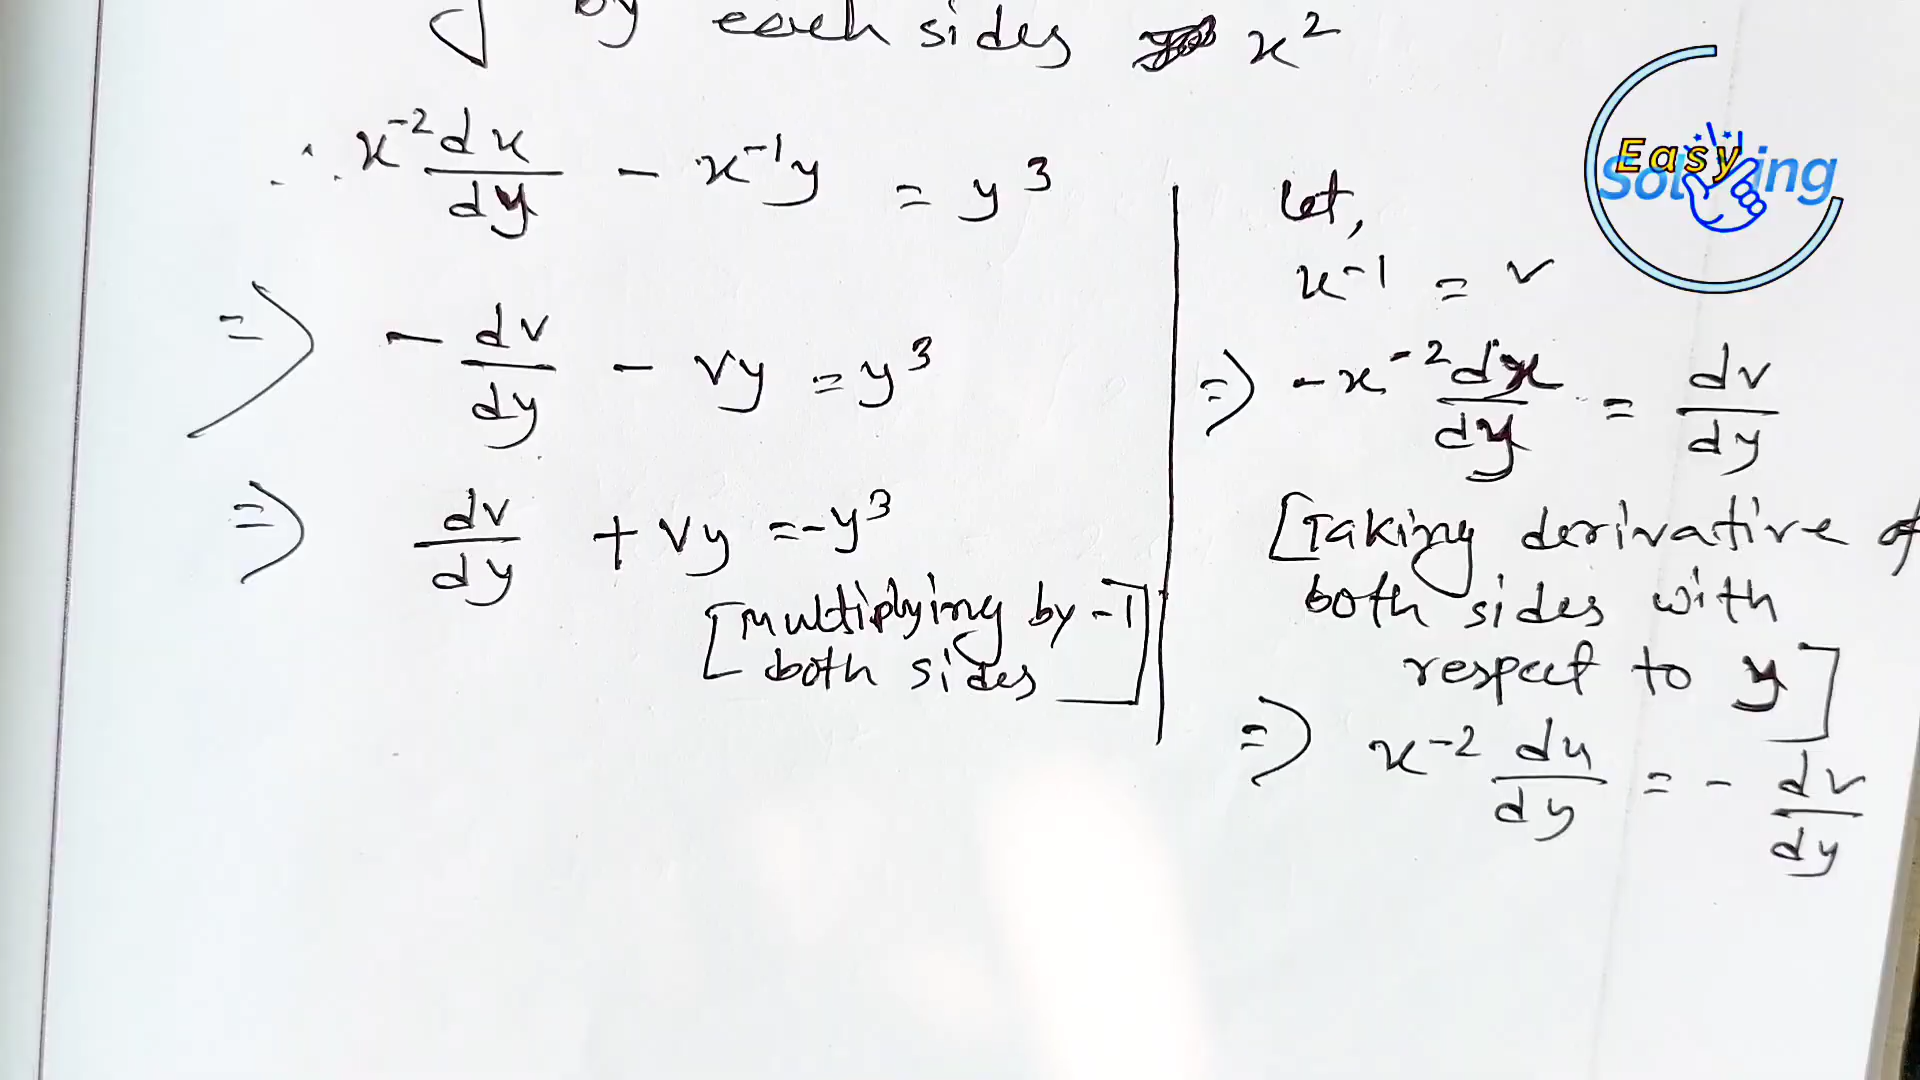 by each sides x²
∴ x⁻² dx/dy - x⁻¹y = y³
=> - dv/dy - vy = y³
=> dv/dy + vy = -y³
[Multiplying by -1
both sides]
Let,
x⁻¹ = v
=> -x⁻² dx/dy = dv/dy
[Taking derivative of
both sides with
respect to y]
=> x⁻² dx/dy = - dv/dy
Easy
Solving